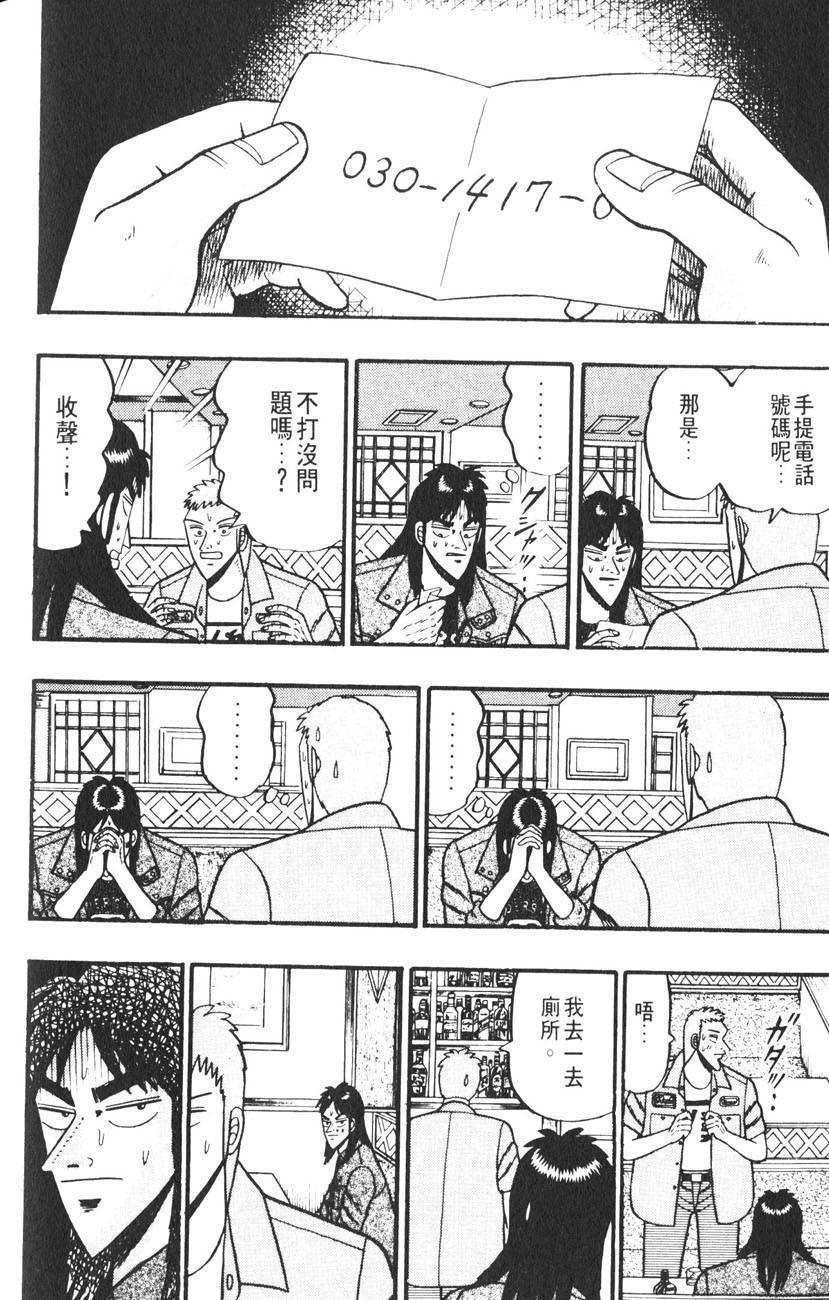 030-1417-0
手提電話
號碼呢…
那是…
………
グシャ…
不打沒問
題嗎…?
收聲…!
………
………
ガタッ…
唔…
我去一去
廁所。